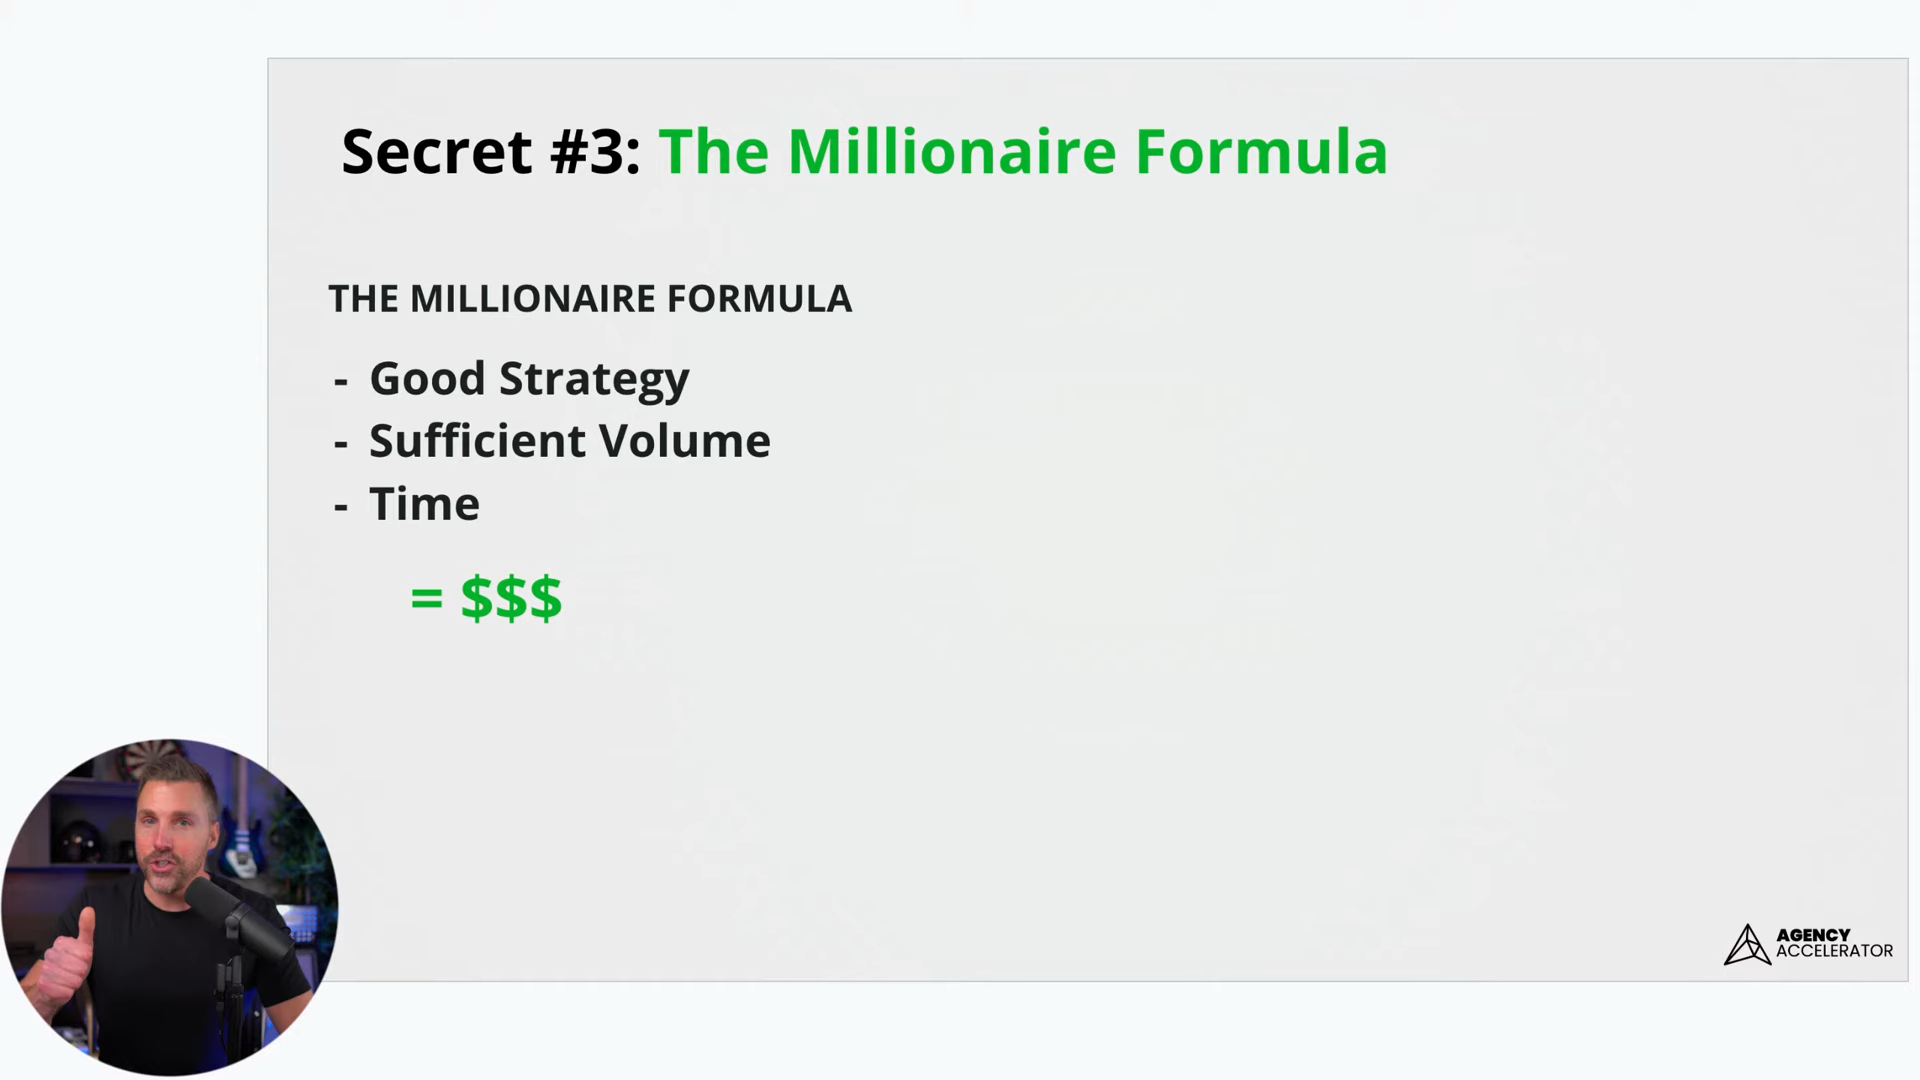 Secret #3: The Millionaire Formula
THE MILLIONAIRE FORMULA
- Good Strategy
- Sufficient Volume
- Time
= $$$
AGENCY
ACCELERATOR